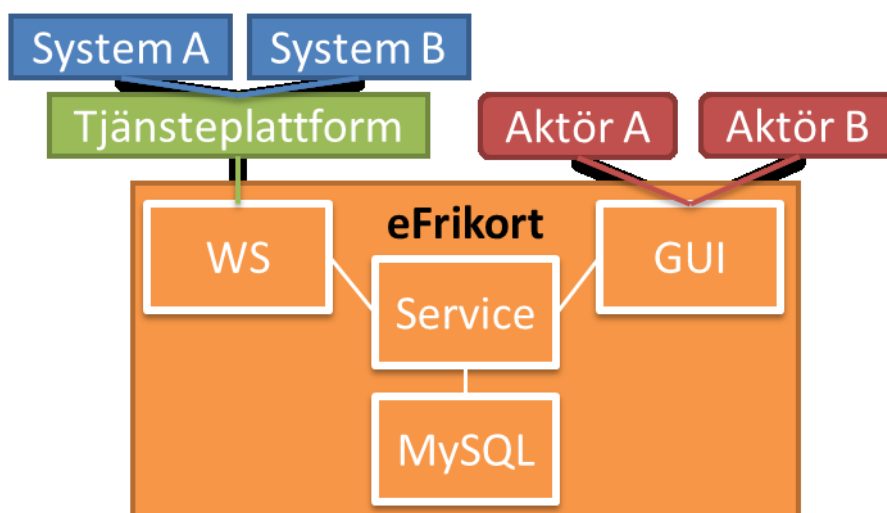 System A
System B
Tjänsteplattform
Aktör A
Aktör B
eFrikort
WS
GUI
Service
MySQL